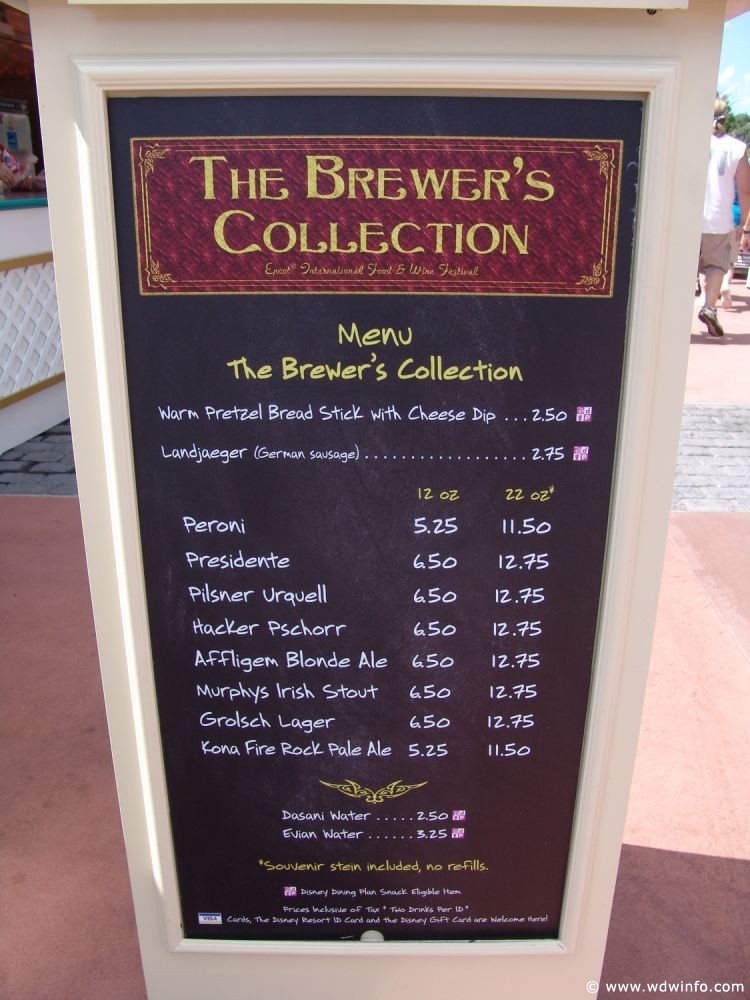 The Brewer's
Collection
Epcot® International Food & Wine Festival
Menu
The Brewer's Collection
Warm Pretzel Bread Stick with Cheese Dip ... 2.50
Landjaeger (German sausage) .................. 2.75
12 oz 22 oz*
Peroni 5.25 11.50
Presidente 6.50 12.75
Pilsner Urquell 6.50 12.75
Hacker Pschorr 6.50 12.75
Affligem Blonde Ale 6.50 12.75
Murphys Irish Stout 6.50 12.75
Grolsch Lager 6.50 12.75
Kona Fire Rock Pale Ale 5.25 11.50
Dasani Water ..... 2.50
Evian Water ...... 3.25
*Souvenir stein included, no refills.
Disney Dining Plan Snack Eligible Item
Prices Inclusive of Tax * Two Drinks Per ID*
VISA Cards, The Disney Resort ID Card and the Disney Gift Card are Welcome Here!
© www.wdwinfo.com